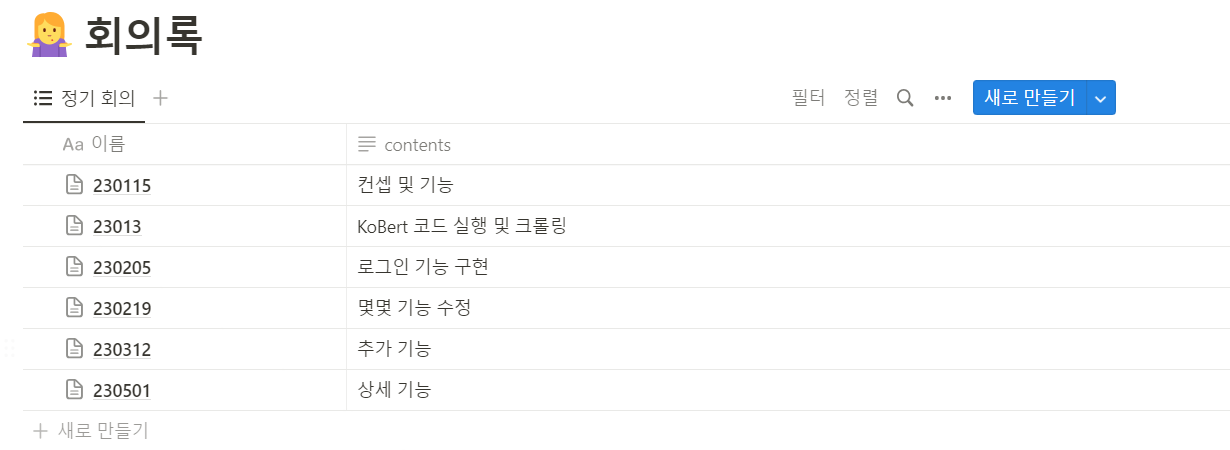 회의록
정기 회의
필터 정렬 새로 만들기
Aa 이름 contents
230115 컨셉 및 기능
23013 KoBert 코드 실행 및 크롤링
230205 로그인 기능 구현
230219 몇몇 기능 수정
230312 추가 기능
230501 상세 기능
+ 새로 만들기